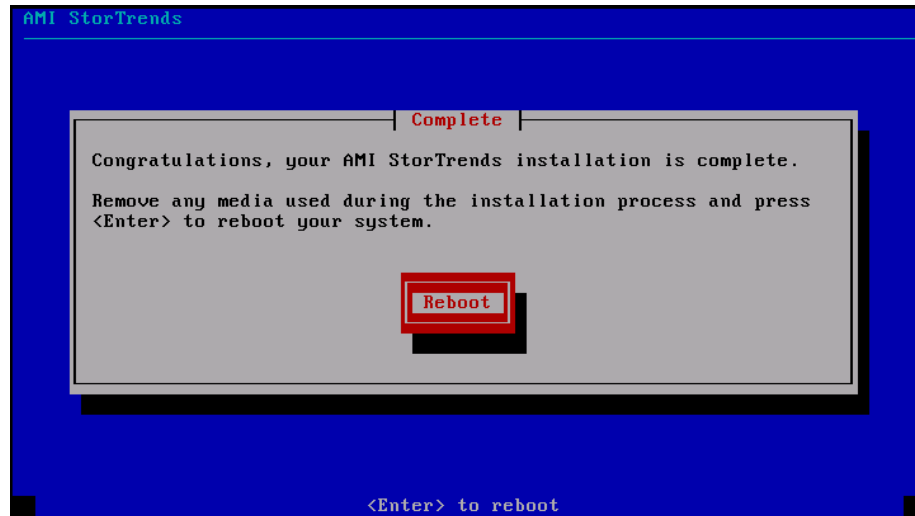 AMI StorTrends
Complete
Congratulations, your AMI StorTrends installation is complete.
Remove any media used during the installation process and press
<Enter> to reboot your system.
Reboot
<Enter> to reboot